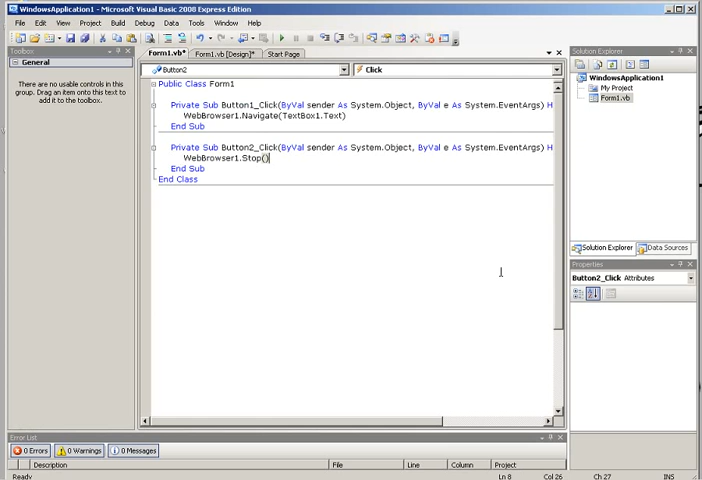 WindowsApplication1 - Microsoft Visual Basic 2008 Express Edition
File Edit View Project Build Debug Data Tools Window Help
Toolbox
General
There are no usable controls in this
group. Drag an item onto this text to
add it to the toolbox.
Form1.vb* Form1.vb [Design]* Start Page
Button2 Click
Public Class Form1
Private Sub Button1_Click(ByVal sender As System.Object, ByVal e As System.EventArgs) H
WebBrowser1.Navigate(TextBox1.Text)
End Sub
Private Sub Button2_Click(ByVal sender As System.Object, ByVal e As System.EventArgs) H
WebBrowser1.Stop()
End Sub
End Class
Solution Explorer
WindowsApplication1
My Project
Form1.vb
Solution Explorer Data Sources
Properties
Button2_Click Attributes
Error List
0 Errors 0 Warnings 0 Messages
Description File Line Column Project
Ready Ln 8 Col 26 Ch 27 INS